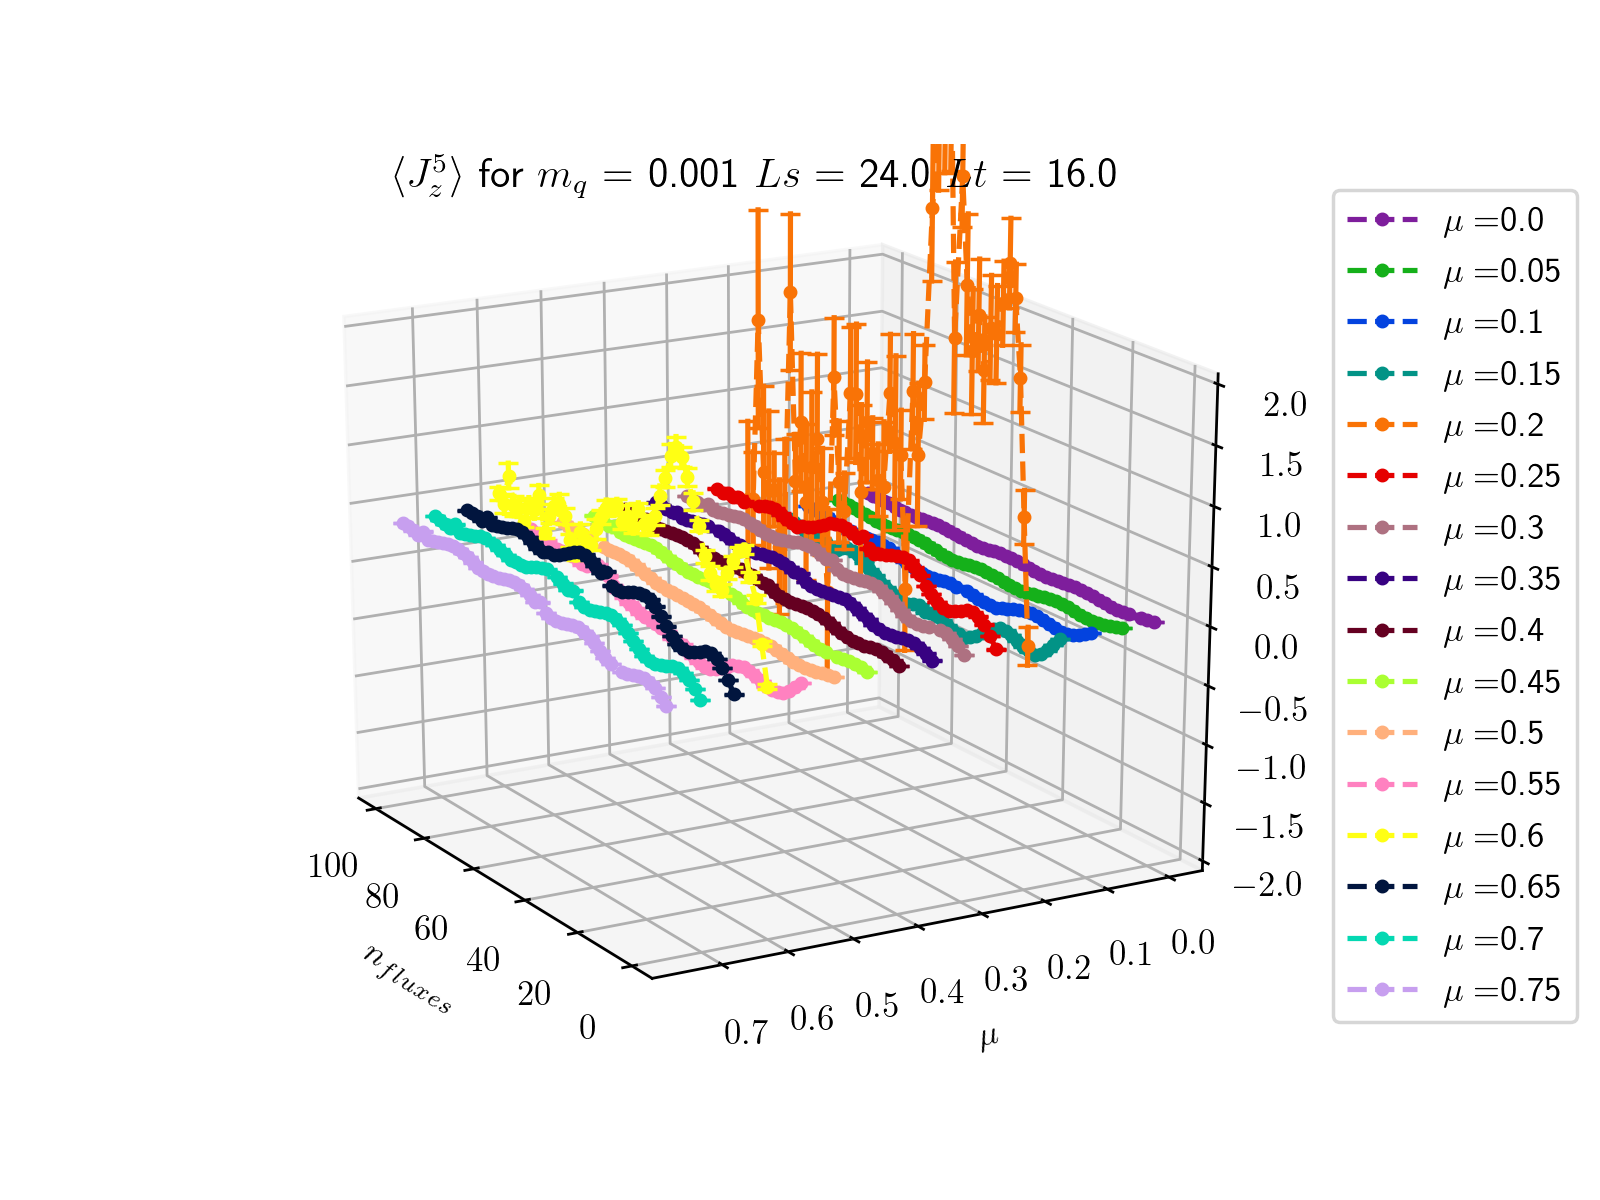 ⟨J_z^5⟩ for m_q = 0.001 Ls = 24.0 Lt = 16.0
2.0
1.5
1.0
0.5
0.0
−0.5
−1.0
−1.5
−2.0
100
80
60
40
20
0
n_fluxes
0.7
0.6
0.5
0.4
0.3
0.2
0.1
0.0
μ
μ =0.0
μ =0.05
μ =0.1
μ =0.15
μ =0.2
μ =0.25
μ =0.3
μ =0.35
μ =0.4
μ =0.45
μ =0.5
μ =0.55
μ =0.6
μ =0.65
μ =0.7
μ =0.75